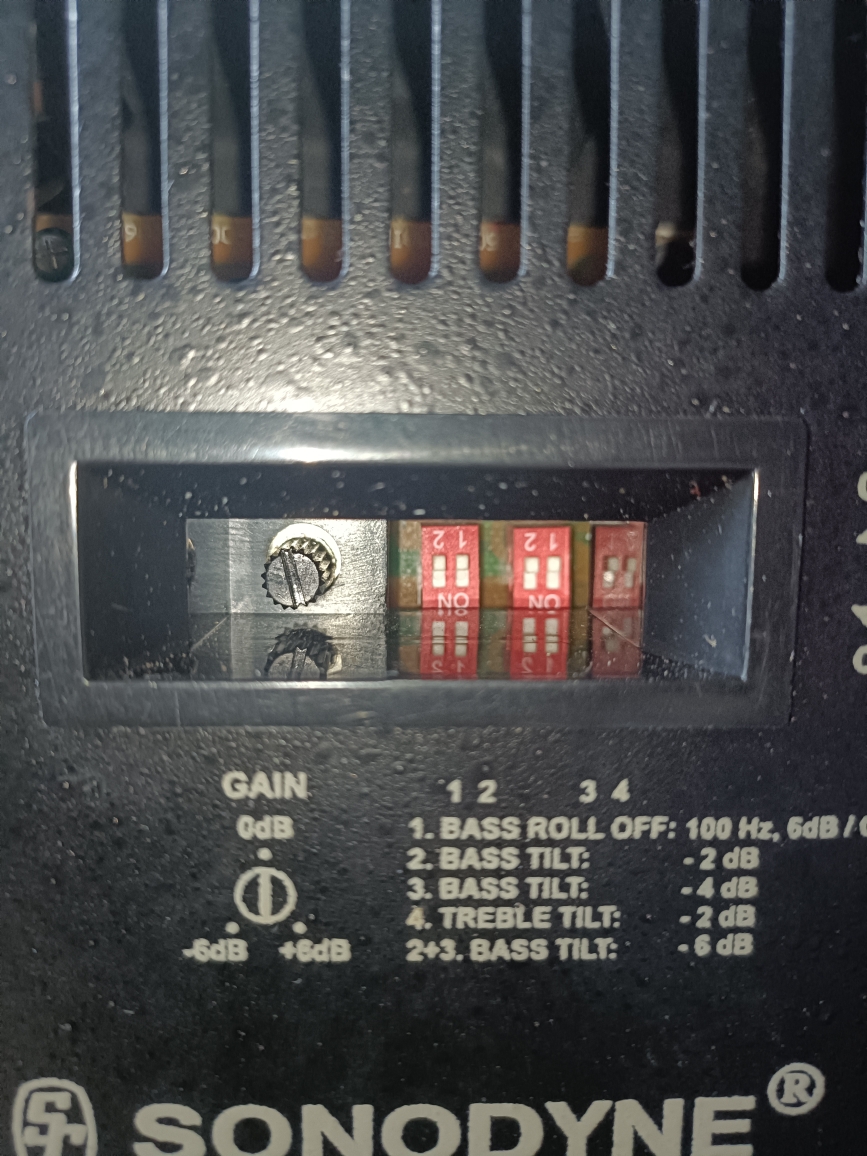 2 1 2 1
ON ON
GAIN
0dB
-6dB +6dB
1 2 3 4
1. BASS ROLL OFF: 100 Hz, 6dB /
2. BASS TILT: - 2 dB
3. BASS TILT: - 4 dB
4. TREBLE TILT: - 2 dB
2+3. BASS TILT: - 6 dB
SONODYNE®